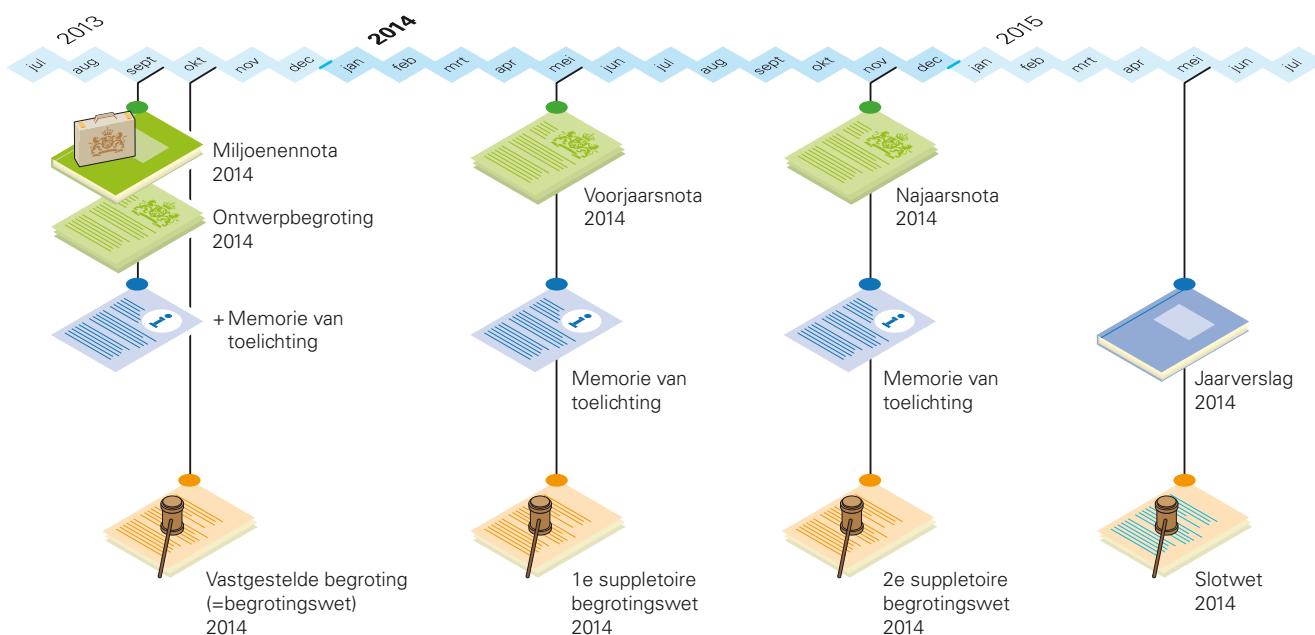 2013
2014
2015
jul
aug
sept
okt
nov
dec
jan
feb
mrt
apr
mei
jun
jul
aug
sept
okt
nov
dec
jan
feb
mrt
apr
mei
jun
jul
Miljoenennota
2014
Ontwerpbegroting
2014
+ Memorie van
toelichting
Vastgestelde begroting
(=begrotingswet)
2014
Voorjaarsnota
2014
Memorie van
toelichting
1e suppletoire
begrotingswet
2014
Najaarsnota
2014
Memorie van
toelichting
2e suppletoire
begrotingswet
2014
Jaarverslag
2014
Slotwet
2014